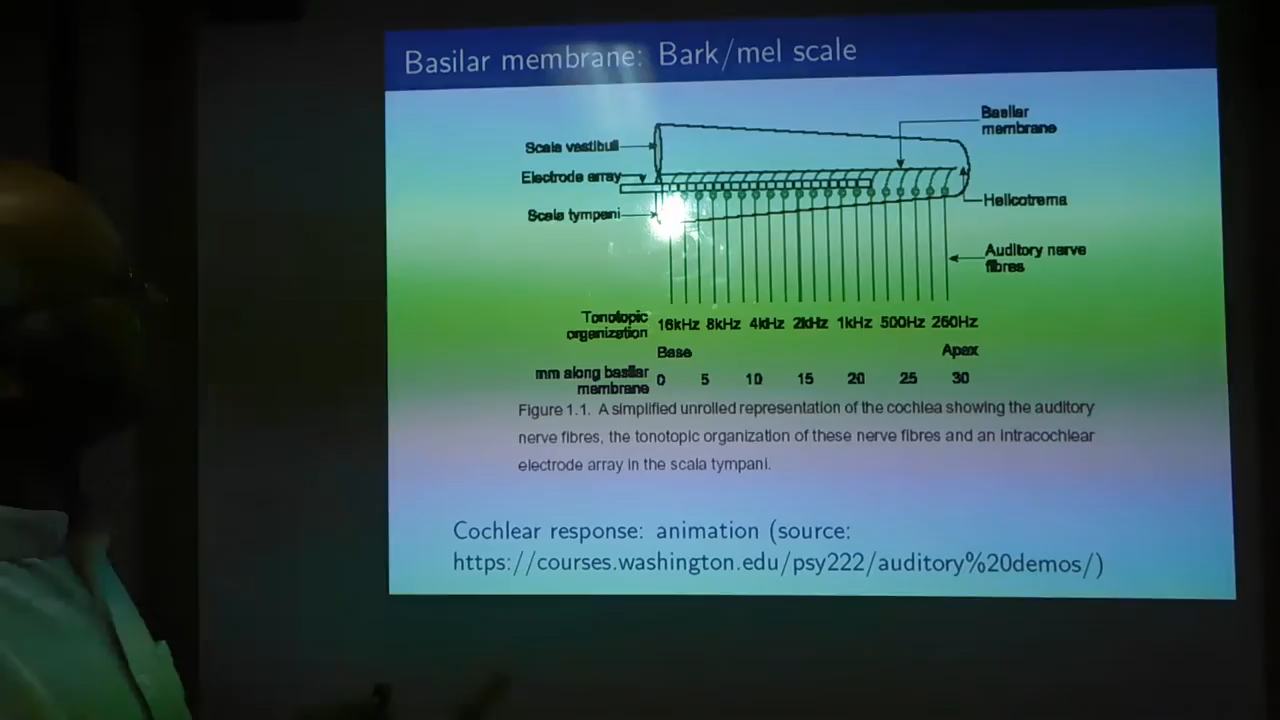 Basilar membrane: Bark/mel scale
Basilar
membrane
Scala vestibuli
Electrode array
Scala tympani
Helicotrema
Auditory nerve
fibres
Tonotopic
organization
16kHz 8kHz 4kHz 2kHz 1kHz 500Hz 250Hz
Base
Apex
mm along basilar
membrane
0 5 10 15 20 25 30
Figure 1.1. A simplified unrolled representation of the cochlea showing the auditory
nerve fibres, the tonotopic organization of these nerve fibres and an intracochlear
electrode array in the scala tympani.
Cochlear response: animation (source:
https://courses.washington.edu/psy222/auditory%20demos/)